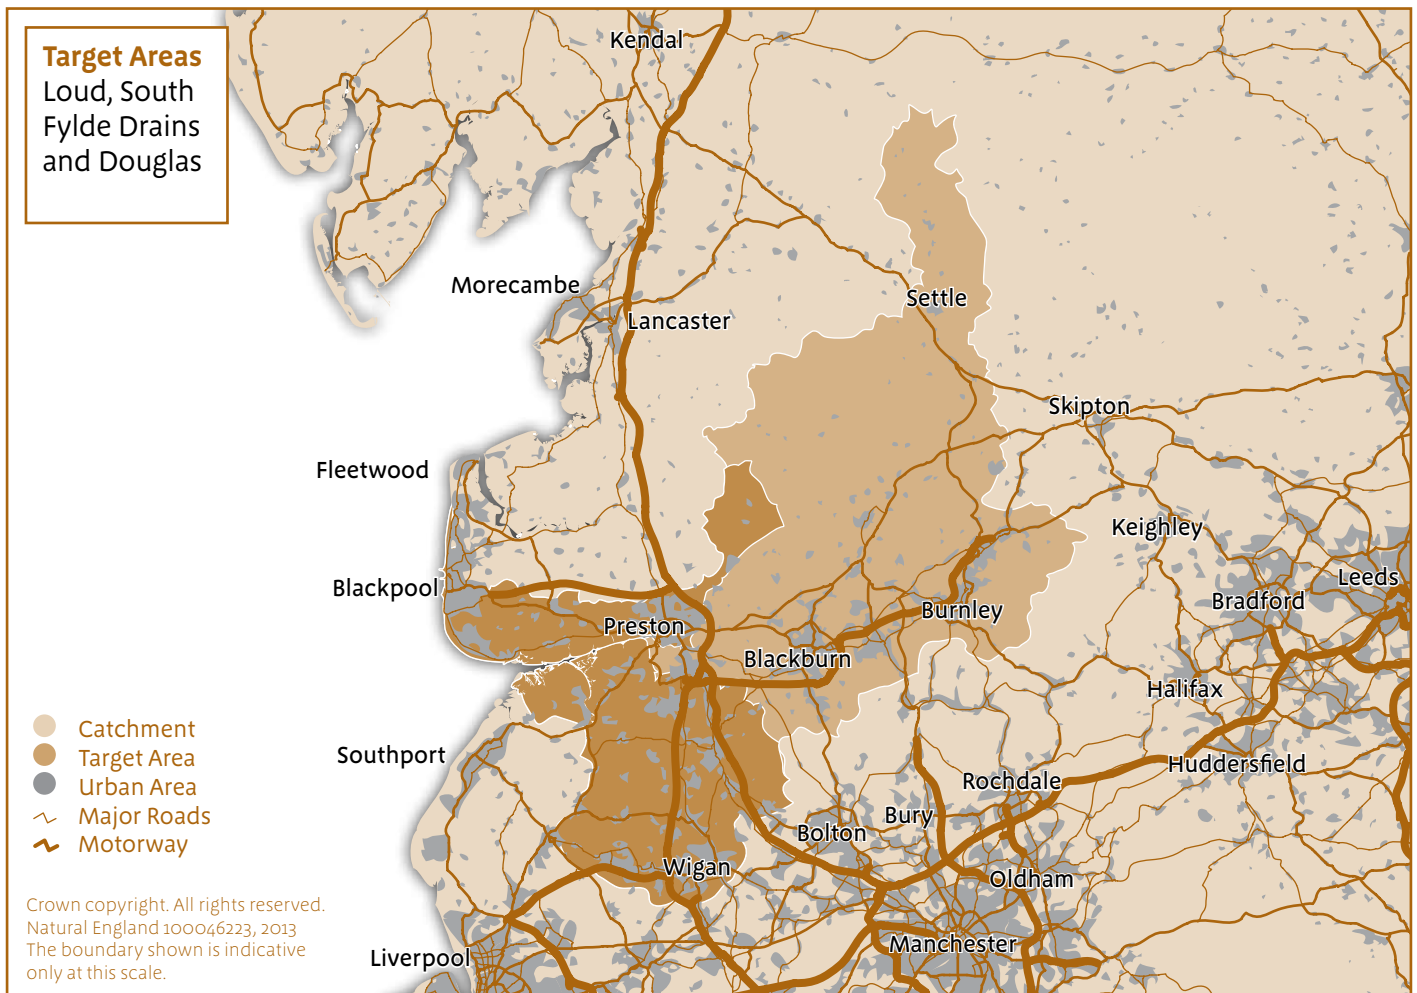 Target Areas
Loud, South
Fylde Drains
and Douglas
Kendal
Morecambe
Lancaster
Settle
Skipton
Fleetwood
Keighley
Blackpool
Leeds
Bradford
Burnley
Preston
Blackburn
Halifax
Southport
Huddersfield
Rochdale
Bury
Bolton
Wigan
Oldham
Manchester
Liverpool
Catchment
Target Area
Urban Area
Major Roads
Motorway
Crown copyright. All rights reserved.
Natural England 100046223, 2013
The boundary shown is indicative
only at this scale.